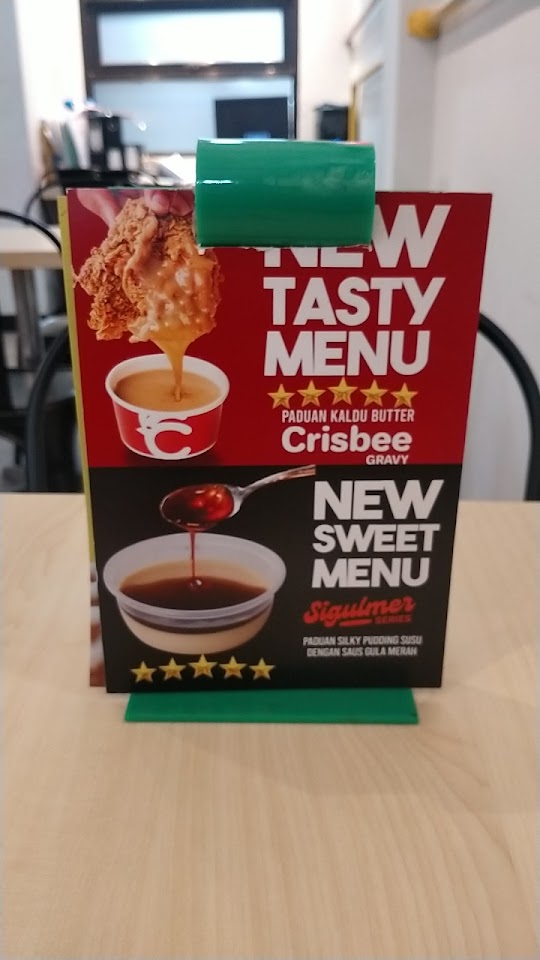 NEW
TASTY
MENU
PADUAN KALDU BUTTER
Crisbee
GRAVY
C
NEW
SWEET
MENU
Sigulmer
SERIES
PADUAN SILKY PUDDING SUSU
DENGAN SAUS GULA MERAH